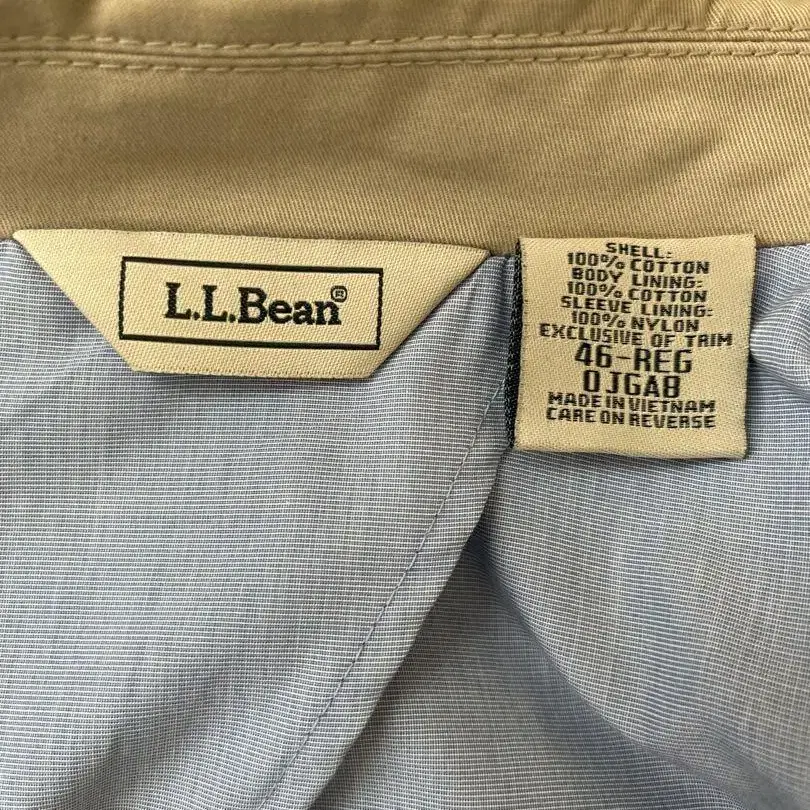 L.L.Bean®
SHELL:
100% COTTON
BODY LINING:
100% COTTON
SLEEVE LINING:
100% NYLON
EXCLUSIVE OF TRIM
46-REG
0JGA8
MADE IN VIETNAM
CARE ON REVERSE